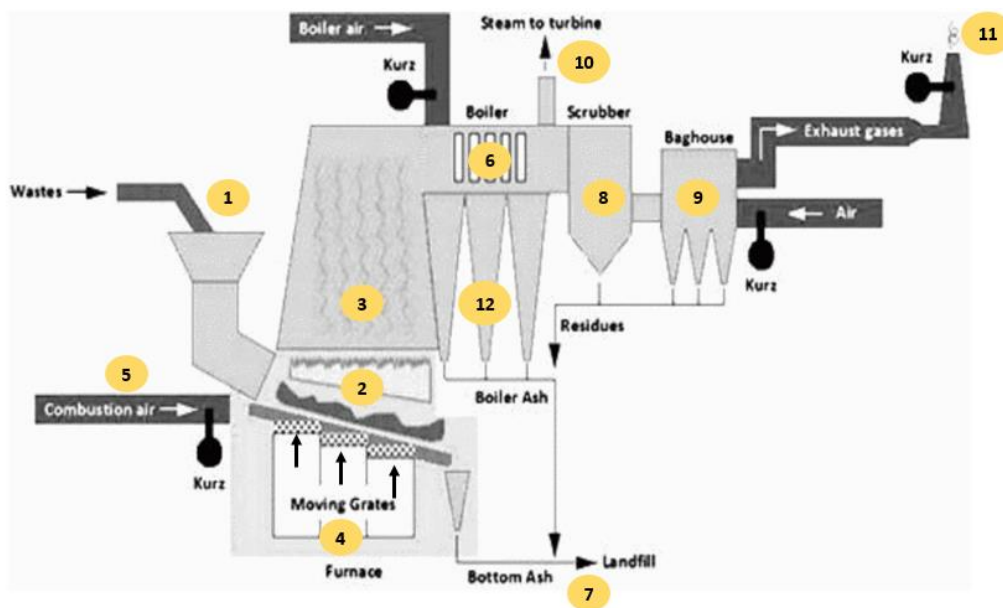 Boiler air
Steam to turbine
10
11
Kurz
Kurz
Boiler
Scrubber
Exhaust gases
Baghouse
6
Wastes
1
8
9
Air
3
12
Kurz
Residues
5
2
Combustion air
Boiler Ash
Kurz
Moving Grates
4
Furnace
Bottom Ash
Landfill
7